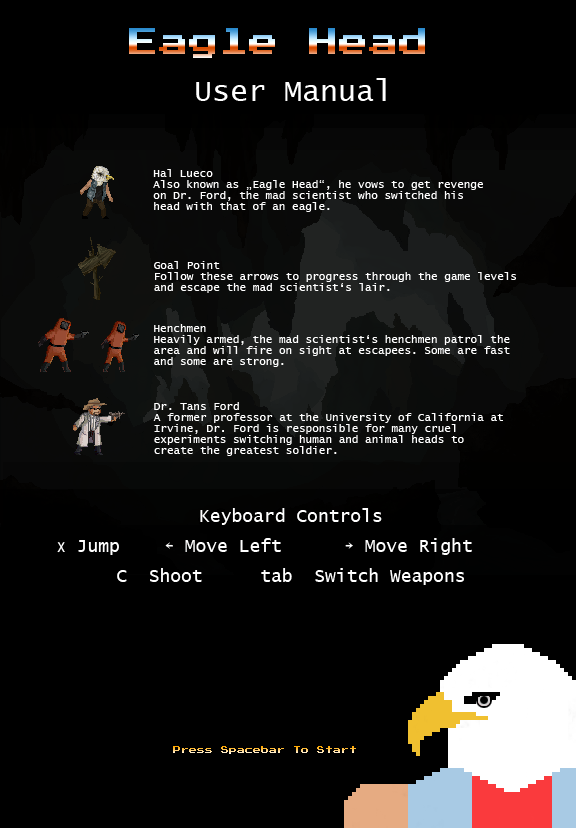 Eagle Head
User Manual
Hal Lueco
Also known as „Eagle Head“, he vows to get revenge
on Dr. Ford, the mad scientist who switched his
head with that of an eagle.
Goal Point
Follow these arrows to progress through the game levels
and escape the mad scientist‘s lair.
Henchmen
Heavily armed, the mad scientist‘s henchmen patrol the
area and will fire on sight at escapees. Some are fast
and some are strong.
Dr. Tans Ford
A former professor at the University of California at
Irvine, Dr. Ford is responsible for many cruel
experiments switching human and animal heads to
create the greatest soldier.
Keyboard Controls
X Jump ← Move Left → Move Right
C Shoot tab Switch Weapons
Press Spacebar To Start